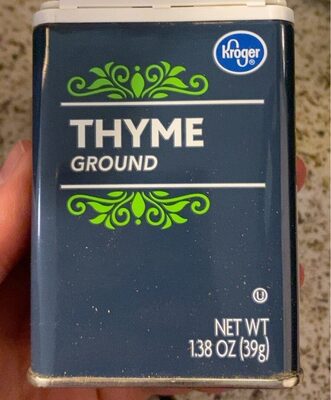 Kroger
THYME
GROUND
U
NET WT
1.38 OZ (39g)